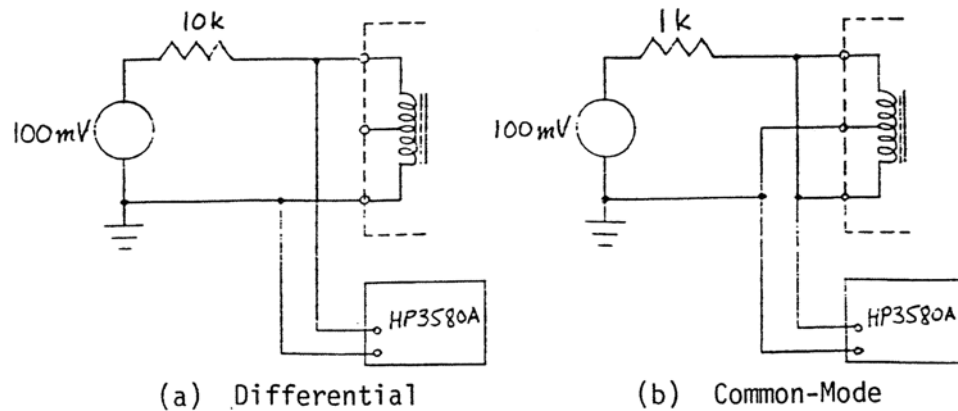 10k
100mV
HP3580A
(a) Differential
1k
100mV
HP3580A
(b) Common-Mode